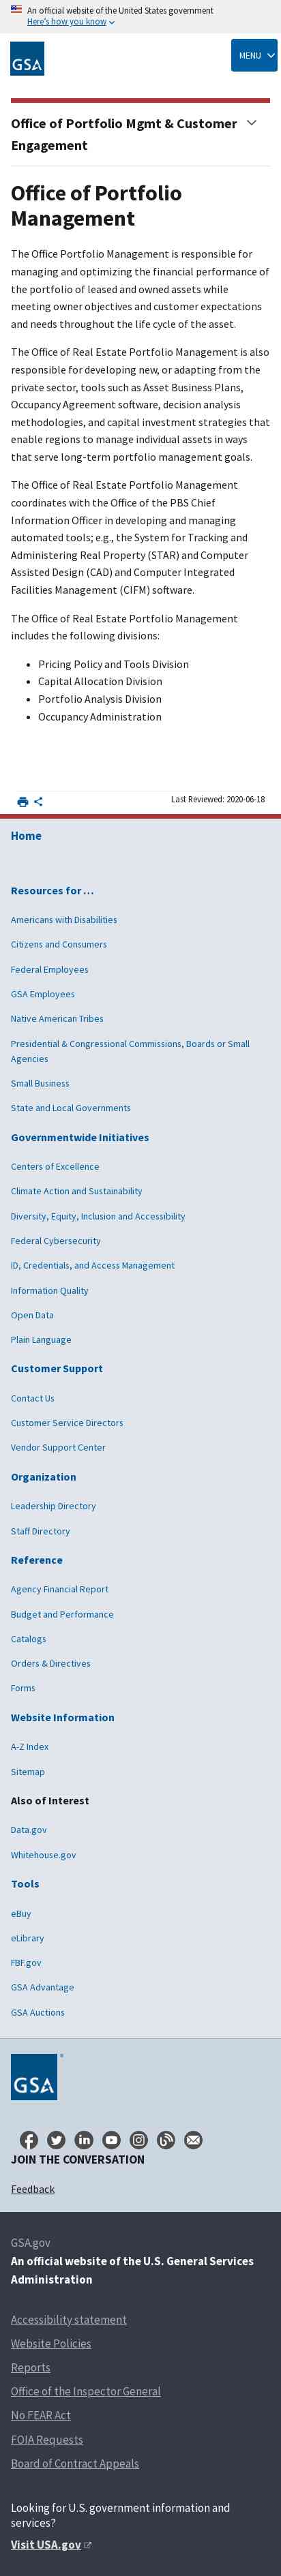 An official website of the United States government
Here's how you know
GSA
MENU
Office of Portfolio Mgmt & Customer
Engagement
Office of Portfolio
Management
The Office of Portfolio Management is responsible for
managing and optimizing the financial performance of
the portfolio of leased and owned assets while
meeting owner objectives and customer expectations
and needs throughout the life cycle of the asset.
The Office of Real Estate Portfolio Management is also
responsible for developing new, or adapting from the
private sector, tools such as Asset Business Plans,
Occupancy Agreement software, decision analysis
methodologies, and capital investment strategies that
enable regions to manage individual assets in ways
that serve long-term portfolio management goals.
The Office of Real Estate Portfolio Management
coordinates with the Office of the PBS Chief
Information Officer in developing and managing
automated tools; e.g., the System for Tracking and
Administering Real Property (STAR) and Computer
Assisted Design (CAD) and Computer Integrated
Facilities Management (CIFM) software.
The Office of Real Estate Portfolio Management
includes the following divisions:
• Pricing Policy and Tools Division
• Capital Allocation Division
• Portfolio Analysis Division
• Occupancy Administration
Last Reviewed: 2020-06-18
Home
Resources for …
Americans with Disabilities
Citizens and Consumers
Federal Employees
GSA Employees
Native American Tribes
Presidential & Congressional Commissions, Boards or Small
Agencies
Small Business
State and Local Governments
Governmentwide Initiatives
Centers of Excellence
Climate Action and Sustainability
Diversity, Equity, Inclusion and Accessibility
Federal Cybersecurity
ID, Credentials, and Access Management
Information Quality
Open Data
Plain Language
Customer Support
Contact Us
Customer Service Directors
Vendor Support Center
Organization
Leadership Directory
Staff Directory
Reference
Agency Financial Report
Budget and Performance
Catalogs
Orders & Directives
Forms
Website Information
A-Z Index
Sitemap
Also of Interest
Data.gov
Whitehouse.gov
Tools
eBuy
eLibrary
FBF.gov
GSA Advantage
GSA Auctions
GSA®
JOIN THE CONVERSATION
Feedback
GSA.gov
An official website of the U.S. General Services
Administration
Accessibility statement
Website Policies
Reports
Office of the Inspector General
No FEAR Act
FOIA Requests
Board of Contract Appeals
Looking for U.S. government information and
services?
Visit USA.gov